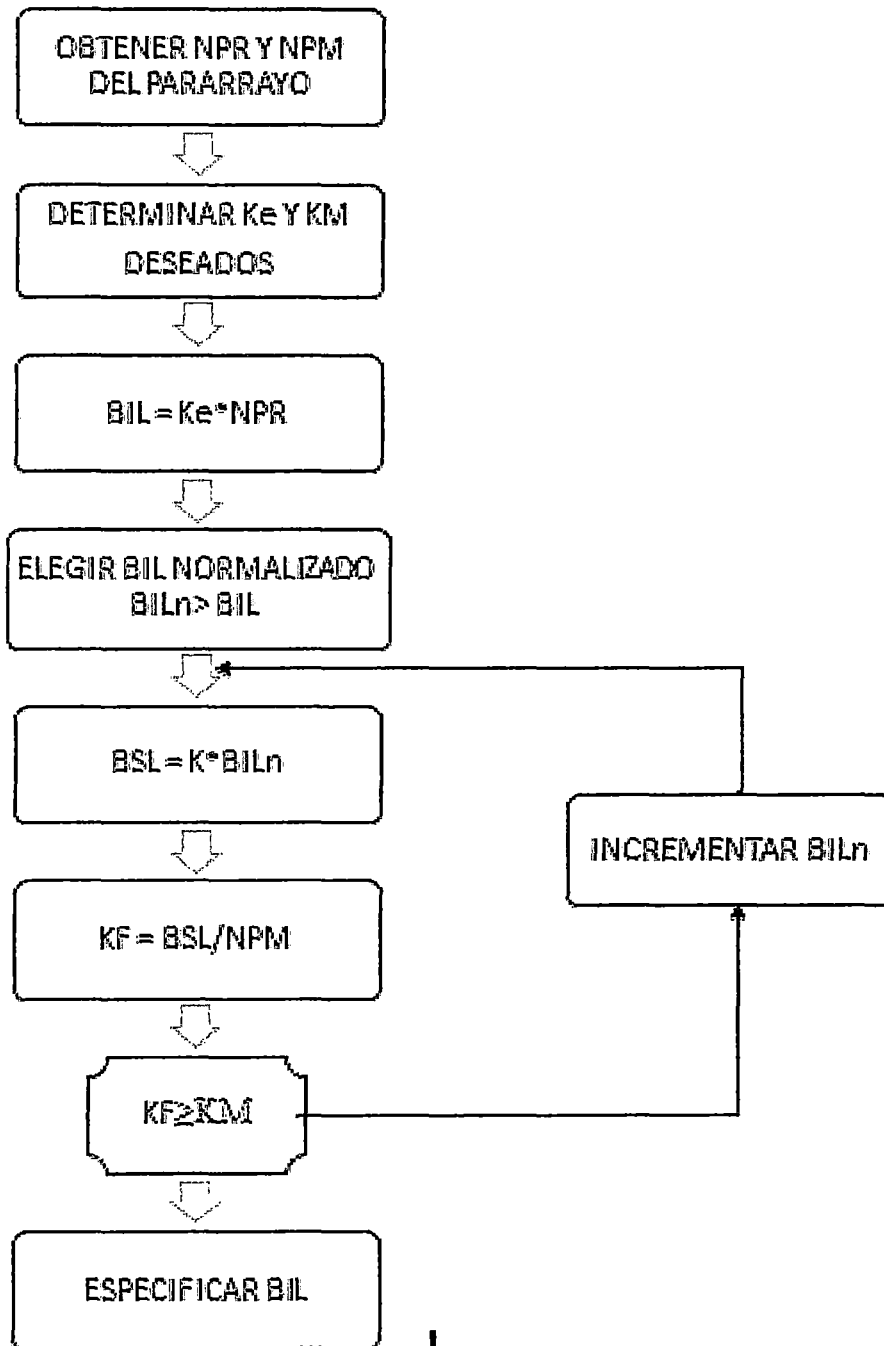 OBTENER NPR Y NPM
DEL PARARRAYO
DETERMINAR Ke Y KM
DESEADOS
BIL = Ke*NPR
ELEGIR BIL NORMALIZADO
BILn> BIL
BSL = K*BILn
INCREMENTAR BILn
KF = BSL/NPM
KF≥KM
ESPECIFICAR BIL